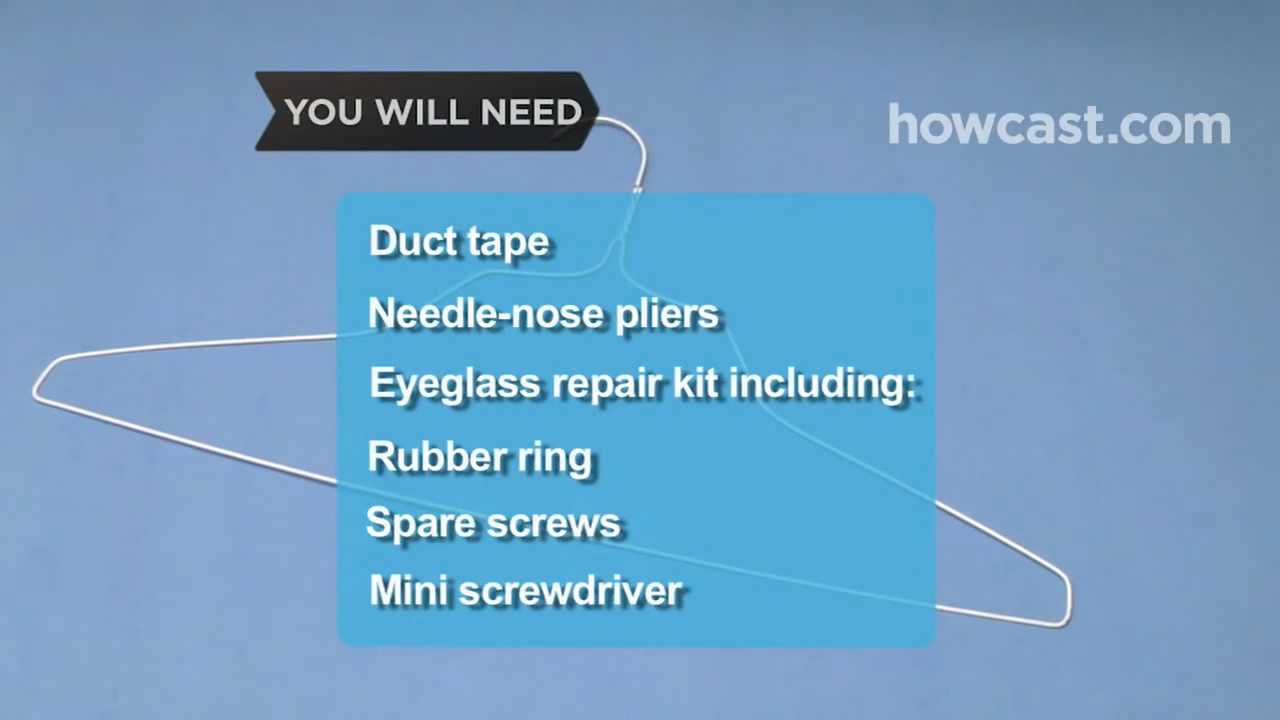 YOU WILL NEED
howcast.com
Duct tape
Needle-nose pliers
Eyeglass repair kit including:
Rubber ring
Spare screws
Mini screwdriver